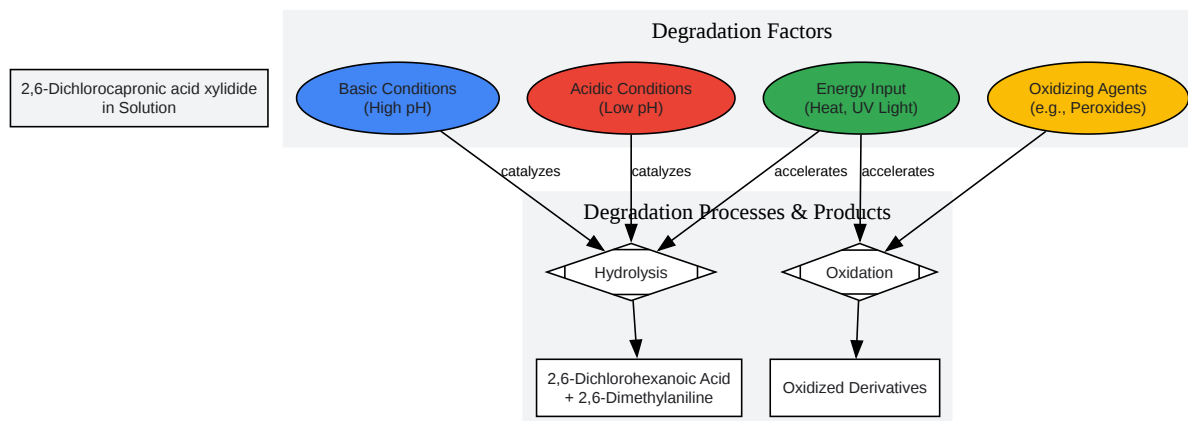 Degradation Factors
2,6-Dichlorocapronic acid xylidide
in Solution
Basic Conditions
(High pH)
Acidic Conditions
(Low pH)
Energy Input
(Heat, UV Light)
Oxidizing Agents
(e.g., Peroxides)
catalyzes
catalyzes
accelerates
accelerates
Degradation Processes & Products
Hydrolysis
Oxidation
2,6-Dichlorohexanoic Acid
+ 2,6-Dimethylaniline
Oxidized Derivatives